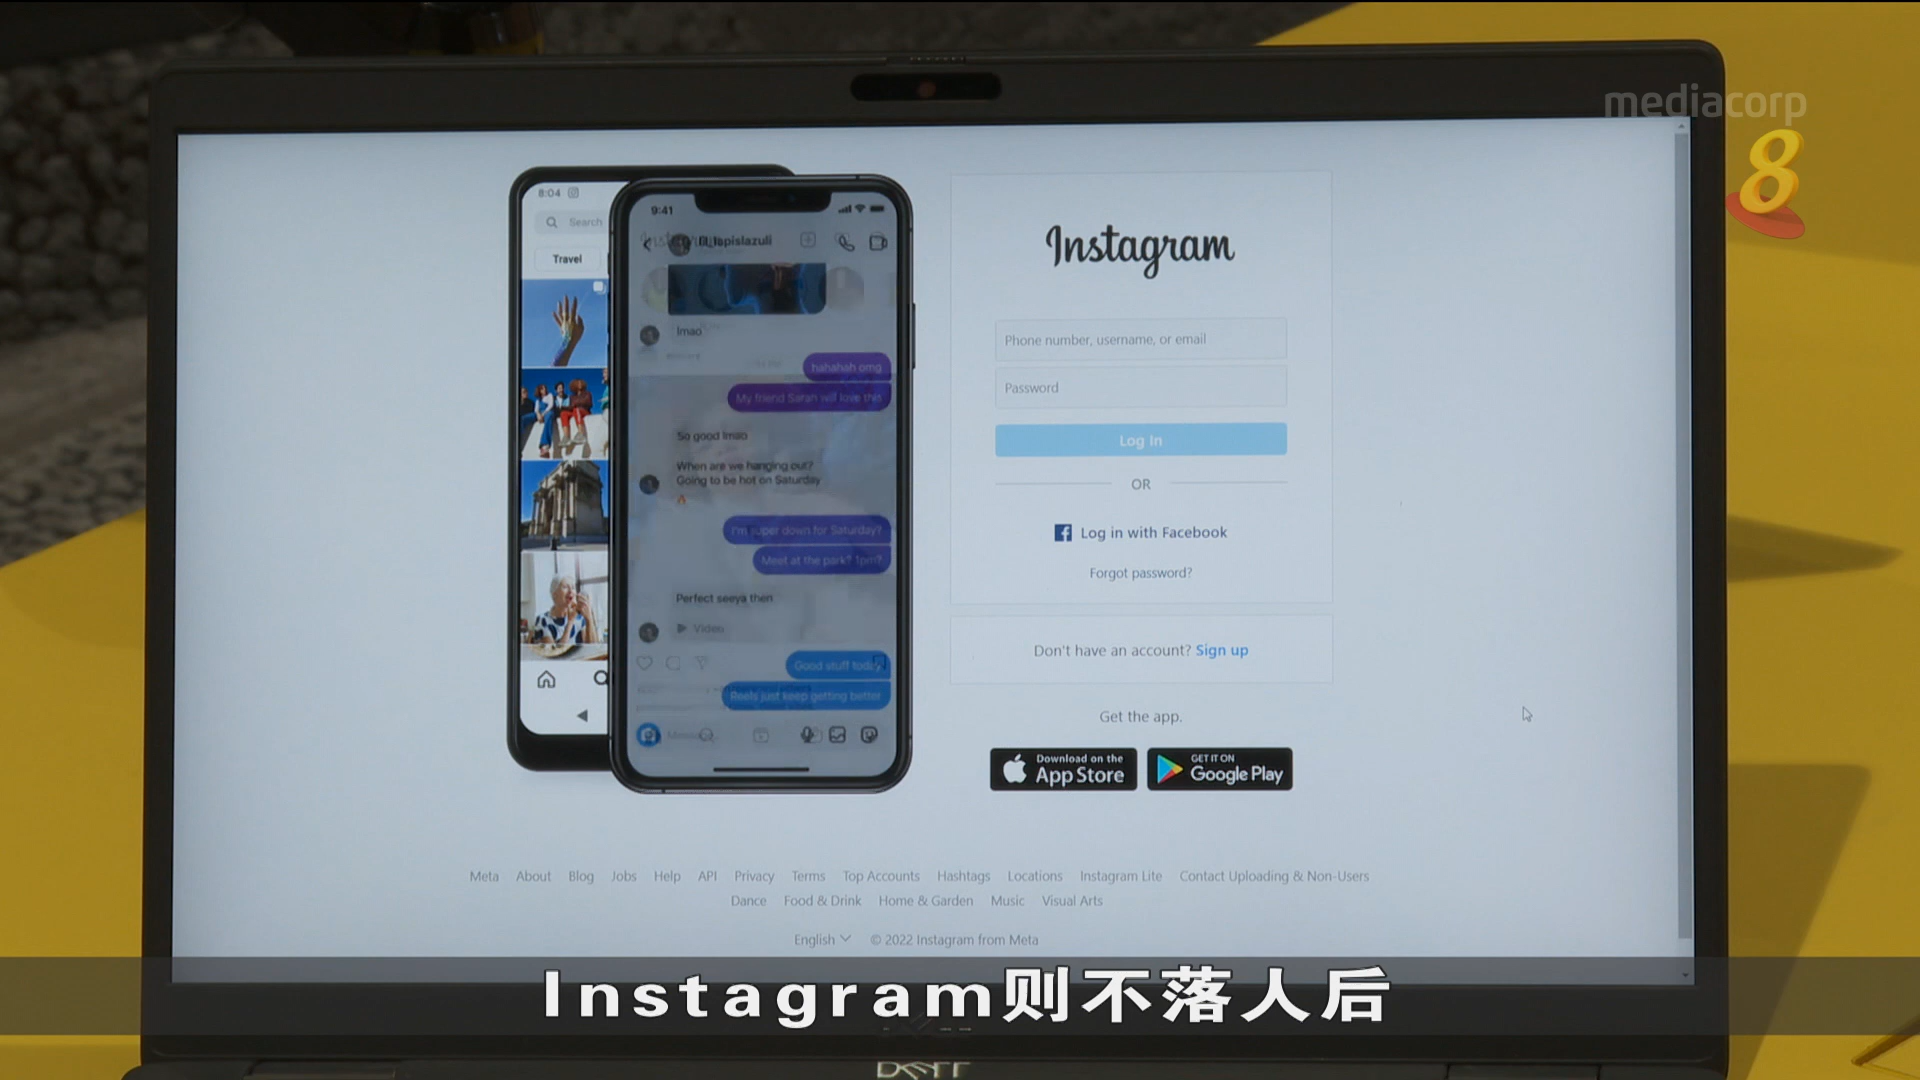 mediacorp
8
8:04
Search
Travel
9:41
lil_lapislazuli
lmao
hahahah omg
My friend Sarah will love this
So good lmao
When are we hanging out?
Going to be hot on Saturday
I'm super down for Saturday?
Meet at the park? 1pm?
Perfect seeya then
Video
Good stuff today
Reels just keep getting better
Instagram
Phone number, username, or email
Password
Log In
OR
Log in with Facebook
Forgot password?
Don't have an account? Sign up
Get the app.
Download on the
App Store
GET IT ON
Google Play
Meta About Blog Jobs Help API Privacy Terms Top Accounts Hashtags Locations Instagram Lite Contact Uploading & Non-Users
Dance Food & Drink Home & Garden Music Visual Arts
English © 2022 Instagram from Meta
Instagram则不落人后
DELL